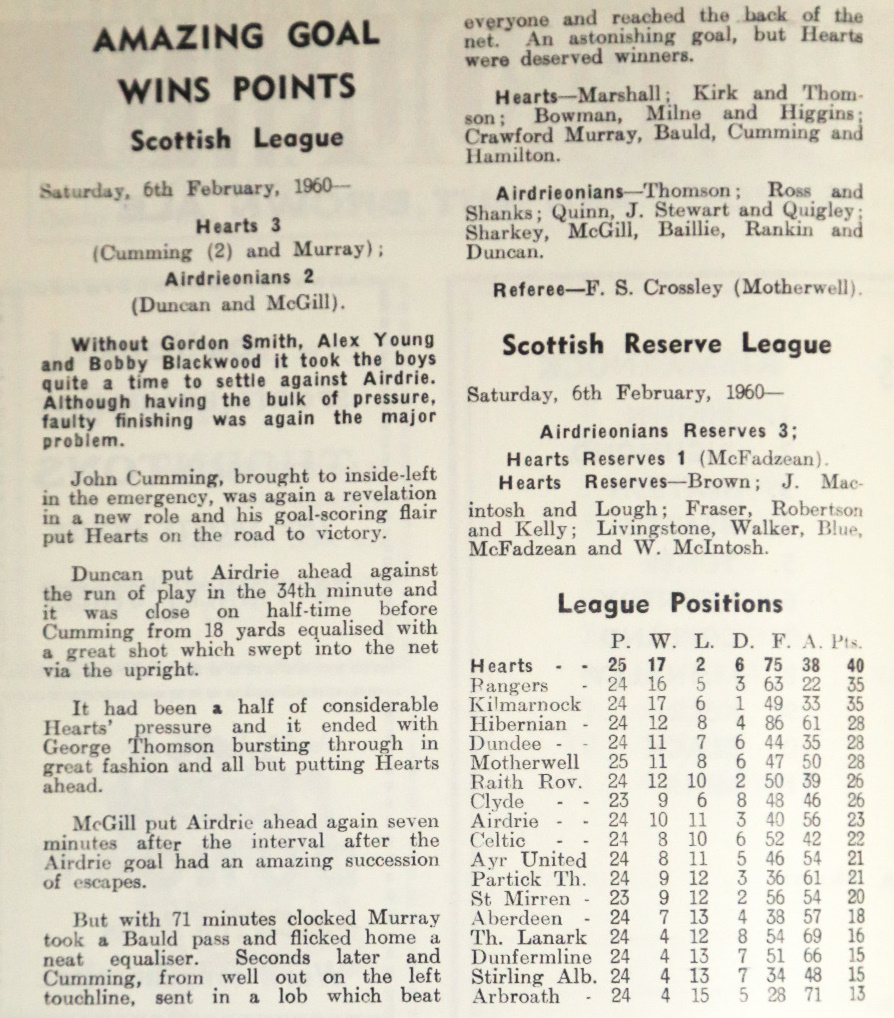 AMAZING GOAL
WINS POINTS
Scottish League
Saturday, 6th February, 1960—
Hearts 3
(Cumming (2) and Murray);
Airdrieonians 2
(Duncan and McGill).
Without Gordon Smith, Alex Young
and Bobby Blackwood it took the boys
quite a time to settle against Airdrie.
Although having the bulk of pressure,
faulty finishing was again the major
problem.
John Cumming, brought to inside-left
in the emergency, was again a revelation
in a new role and his goal-scoring flair
put Hearts on the road to victory.
Duncan put Airdrie ahead against
the run of play in the 34th minute and
it was close on half-time before
Cumming from 18 yards equalised with
a great shot which swept into the net
via the upright.
It had been a half of considerable
Hearts' pressure and it ended with
George Thomson bursting through in
great fashion and all but putting Hearts
ahead.
McGill put Airdrie ahead again seven
minutes after the interval after the
Airdrie goal had an amazing succession
of escapes.
But with 71 minutes clocked Murray
took a Bauld pass and flicked home a
neat equaliser. Seconds later and
Cumming, from well out on the left
touchline, sent in a lob which beat
everyone and reached the back of the
net. An astonishing goal, but Hearts
were deserved winners.
Hearts—Marshall; Kirk and Thom-
son; Bowman, Milne and Higgins;
Crawford Murray, Bauld, Cumming and
Hamilton.
Airdrieonians—Thomson; Ross and
Shanks; Quinn, J. Stewart and Quigley;
Sharkey, McGill, Baillie, Rankin and
Duncan.
Referee—F. S. Crossley (Motherwell).
Scottish Reserve League
Saturday, 6th February, 1960—
Airdrieonians Reserves 3;
Hearts Reserves 1 (McFadzean).
Hearts Reserves—Brown; J. Mac-
intosh and Lough; Fraser, Robertson
and Kelly; Livingstone, Walker, Blue,
McFadzean and W. McIntosh.
League Positions
P. W. L. D. F. A. Pts.
Hearts - - 25 17 2 6 75 38 40
Rangers - 24 16 5 3 63 22 35
Kilmarnock 24 17 6 1 49 33 35
Hibernian - 24 12 8 4 86 61 28
Dundee - - 24 11 7 6 44 35 28
Motherwell 25 11 8 6 47 50 28
Raith Rov. 24 12 10 2 50 39 26
Clyde - - 23 9 6 8 48 46 26
Airdrie - - 24 10 11 3 40 56 23
Celtic - - 24 8 10 6 52 42 22
Ayr United 24 8 11 5 46 54 21
Partick Th. 24 9 12 3 36 61 21
St Mirren - 23 9 12 2 56 54 20
Aberdeen - 24 7 13 4 38 57 18
Th. Lanark 24 4 12 8 54 69 16
Dunfermline 24 4 13 7 51 66 15
Stirling Alb. 24 4 13 7 34 48 15
Arbroath - 24 4 15 5 28 71 13